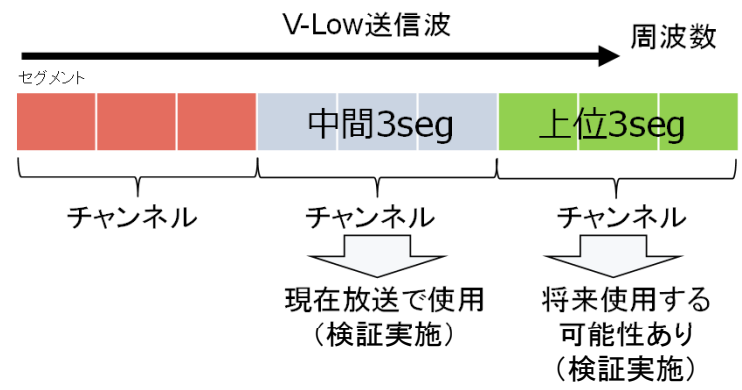 V-Low送信波
周波数
セグメント
中間3seg
上位3seg
チャンネル
チャンネル
チャンネル
現在放送で使用
（検証実施）
将来使用する
可能性あり
（検証実施）